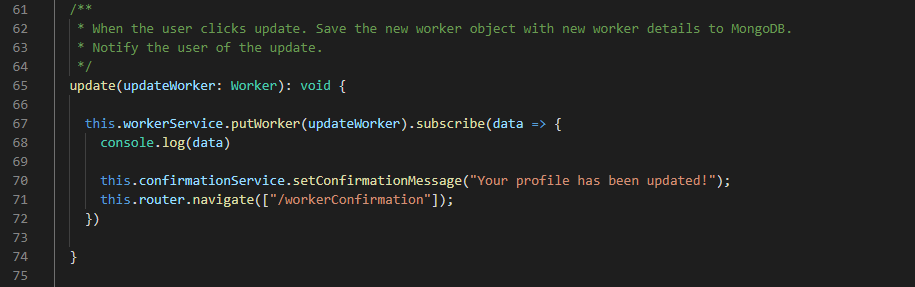 61 /**
62 * When the user clicks update. Save the new worker object with new worker details to MongoDB.
63 * Notify the user of the update.
64 */
65 update(updateWorker: Worker): void {
66
67 this.workerService.putWorker(updateWorker).subscribe(data => {
68 console.log(data)
69
70 this.confirmationService.setConfirmationMessage("Your profile has been updated!");
71 this.router.navigate(["/workerConfirmation"]);
72 })
73
74 }
75